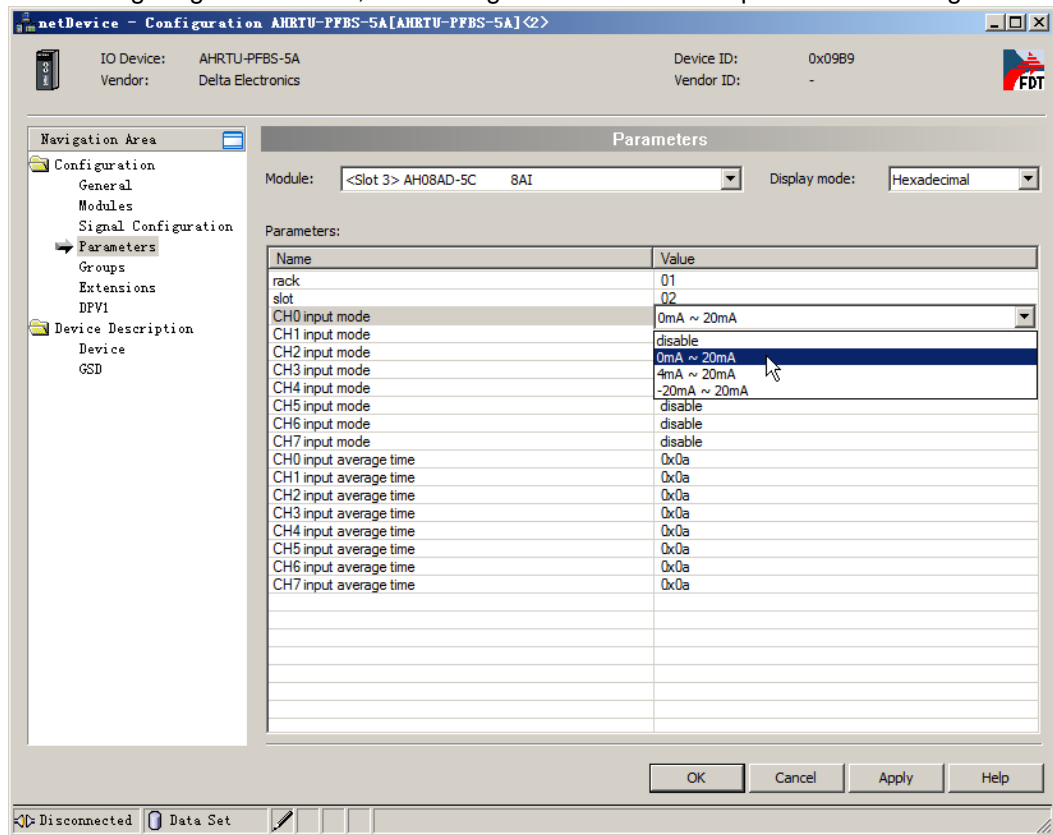 netDevice - Configuration AHRTU-PFBS-5A[AHRTU-PFBS-5A]<2>
IO Device: AHRTU-PFBS-5A Device ID: 0x09B9
Vendor: Delta Electronics Vendor ID: -
FDT
Navigation Area
Parameters
Configuration
General
Modules
Signal Configuration
Parameters
Groups
Extensions
DPV1
Device Description
Device
GSD
Module: <Slot 3> AH08AD-5C 8AI Display mode: Hexadecimal
Parameters:
Name Value
rack 01
slot 02
CH0 input mode 0mA ~ 20mA
CH1 input mode
CH2 input mode
CH3 input mode
CH4 input mode
disable
0mA ~ 20mA
4mA ~ 20mA
-20mA ~ 20mA
CH5 input mode disable
CH6 input mode disable
CH7 input mode disable
CH0 input average time 0x0a
CH1 input average time 0x0a
CH2 input average time 0x0a
CH3 input average time 0x0a
CH4 input average time 0x0a
CH5 input average time 0x0a
CH6 input average time 0x0a
CH7 input average time 0x0a
OK Cancel Apply Help
Disconnected Data Set